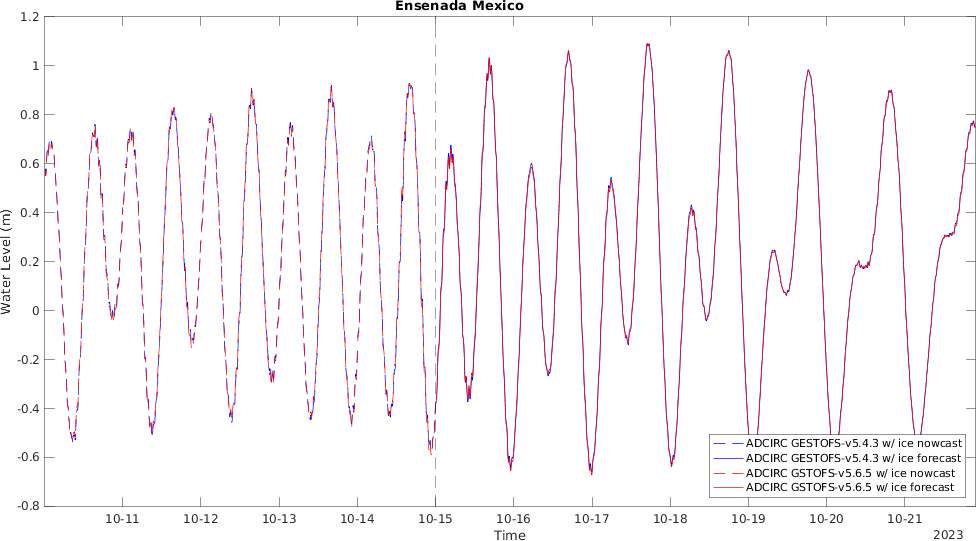 Ensenada Mexico
1.2
1
0.8
0.6
0.4
0.2
0
-0.2
-0.4
-0.6
-0.8
Water Level (m)
ADCIRC GESTOFS-v5.4.3 w/ ice nowcast
ADCIRC GESTOFS-v5.4.3 w/ ice forecast
ADCIRC GSTOFS-v5.6.5 w/ ice nowcast
ADCIRC GSTOFS-v5.6.5 w/ ice forecast
10-11 10-12 10-13 10-14 10-15 10-16 10-17 10-18 10-19 10-20 10-21
Time
2023